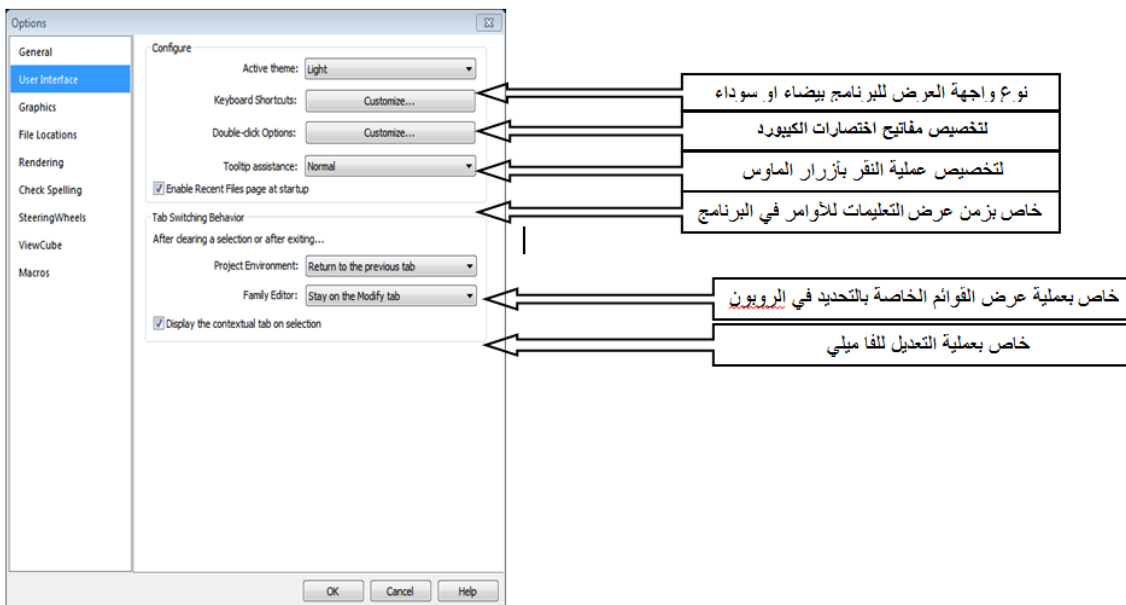 Options
General
User Interface
Graphics
File Locations
Rendering
Check Spelling
SteeringWheels
ViewCube
Macros
Configure
Active theme: Light
Keyboard Shortcuts: Customize...
Double-click Options: Customize...
Tooltip assistance: Normal
Enable Recent Files page at startup
Tab Switching Behavior
After clearing a selection or after exiting...
Project Environment: Return to the previous tab
Family Editor: Stay on the Modify tab
Display the contextual tab on selection
OK Cancel Help
نوع واجهة العرض للبرنامج بيضاء او سوداء
لتخصيص مفاتيح اختصارات الكيبورد
لتخصيص عملية النقر بأزرار الماوس
خاص بزمن عرض التعليمات للأوامر في البرنامج
خاص بعملية عرض القوائم الخاصة بالتحديد في الروبون
خاص بعملية التعديل للفا ميلي